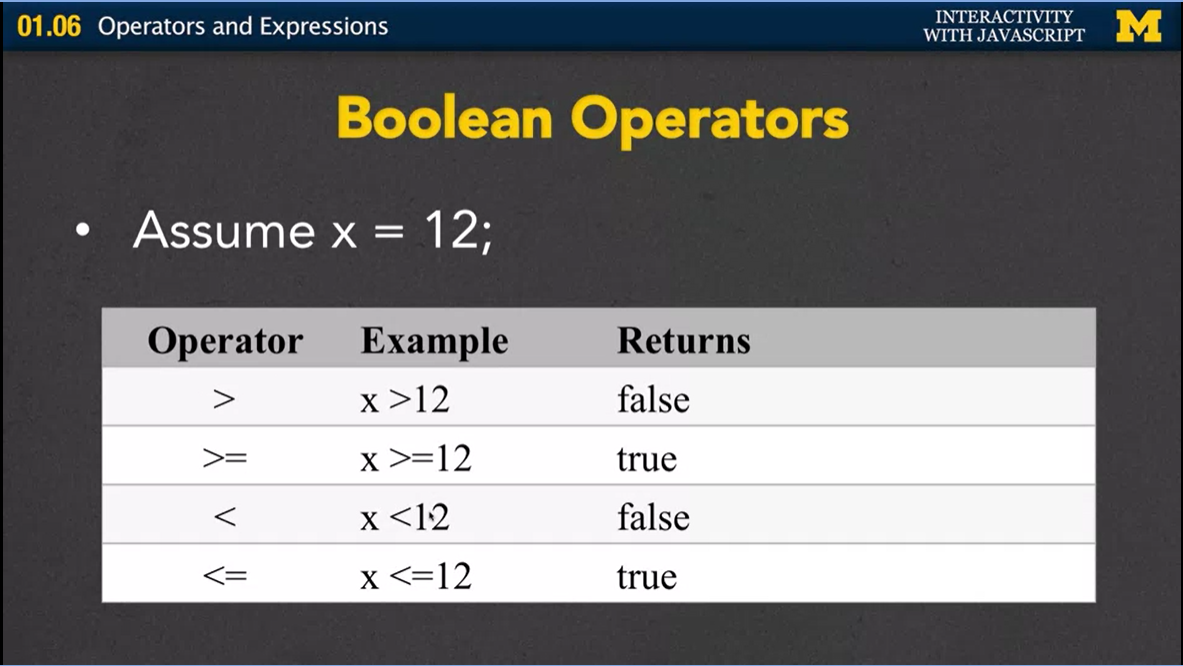 01.06 Operators and Expressions
INTERACTIVITY
WITH JAVASCRIPT
M
Boolean Operators
• Assume x = 12;
Operator Example Returns
> x >12 false
>= x >=12 true
< x <12 false
<= x <=12 true